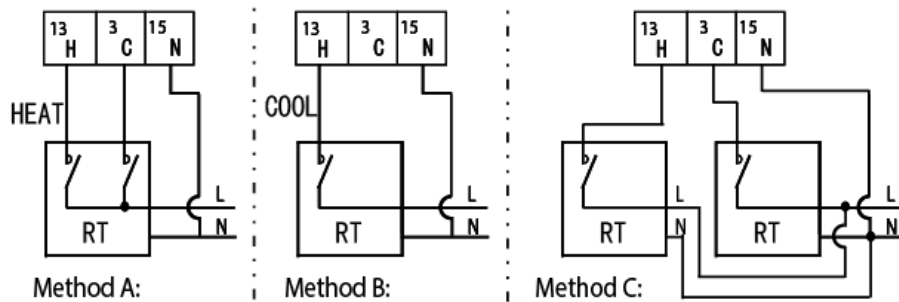 13 3 15
H C N
HEAT
L
N
RT
Method A:
13 3 15
H C N
COOL
L
N
RT
Method B:
13 3 15
H C N
L
N
RT
L
N
RT
Method C: